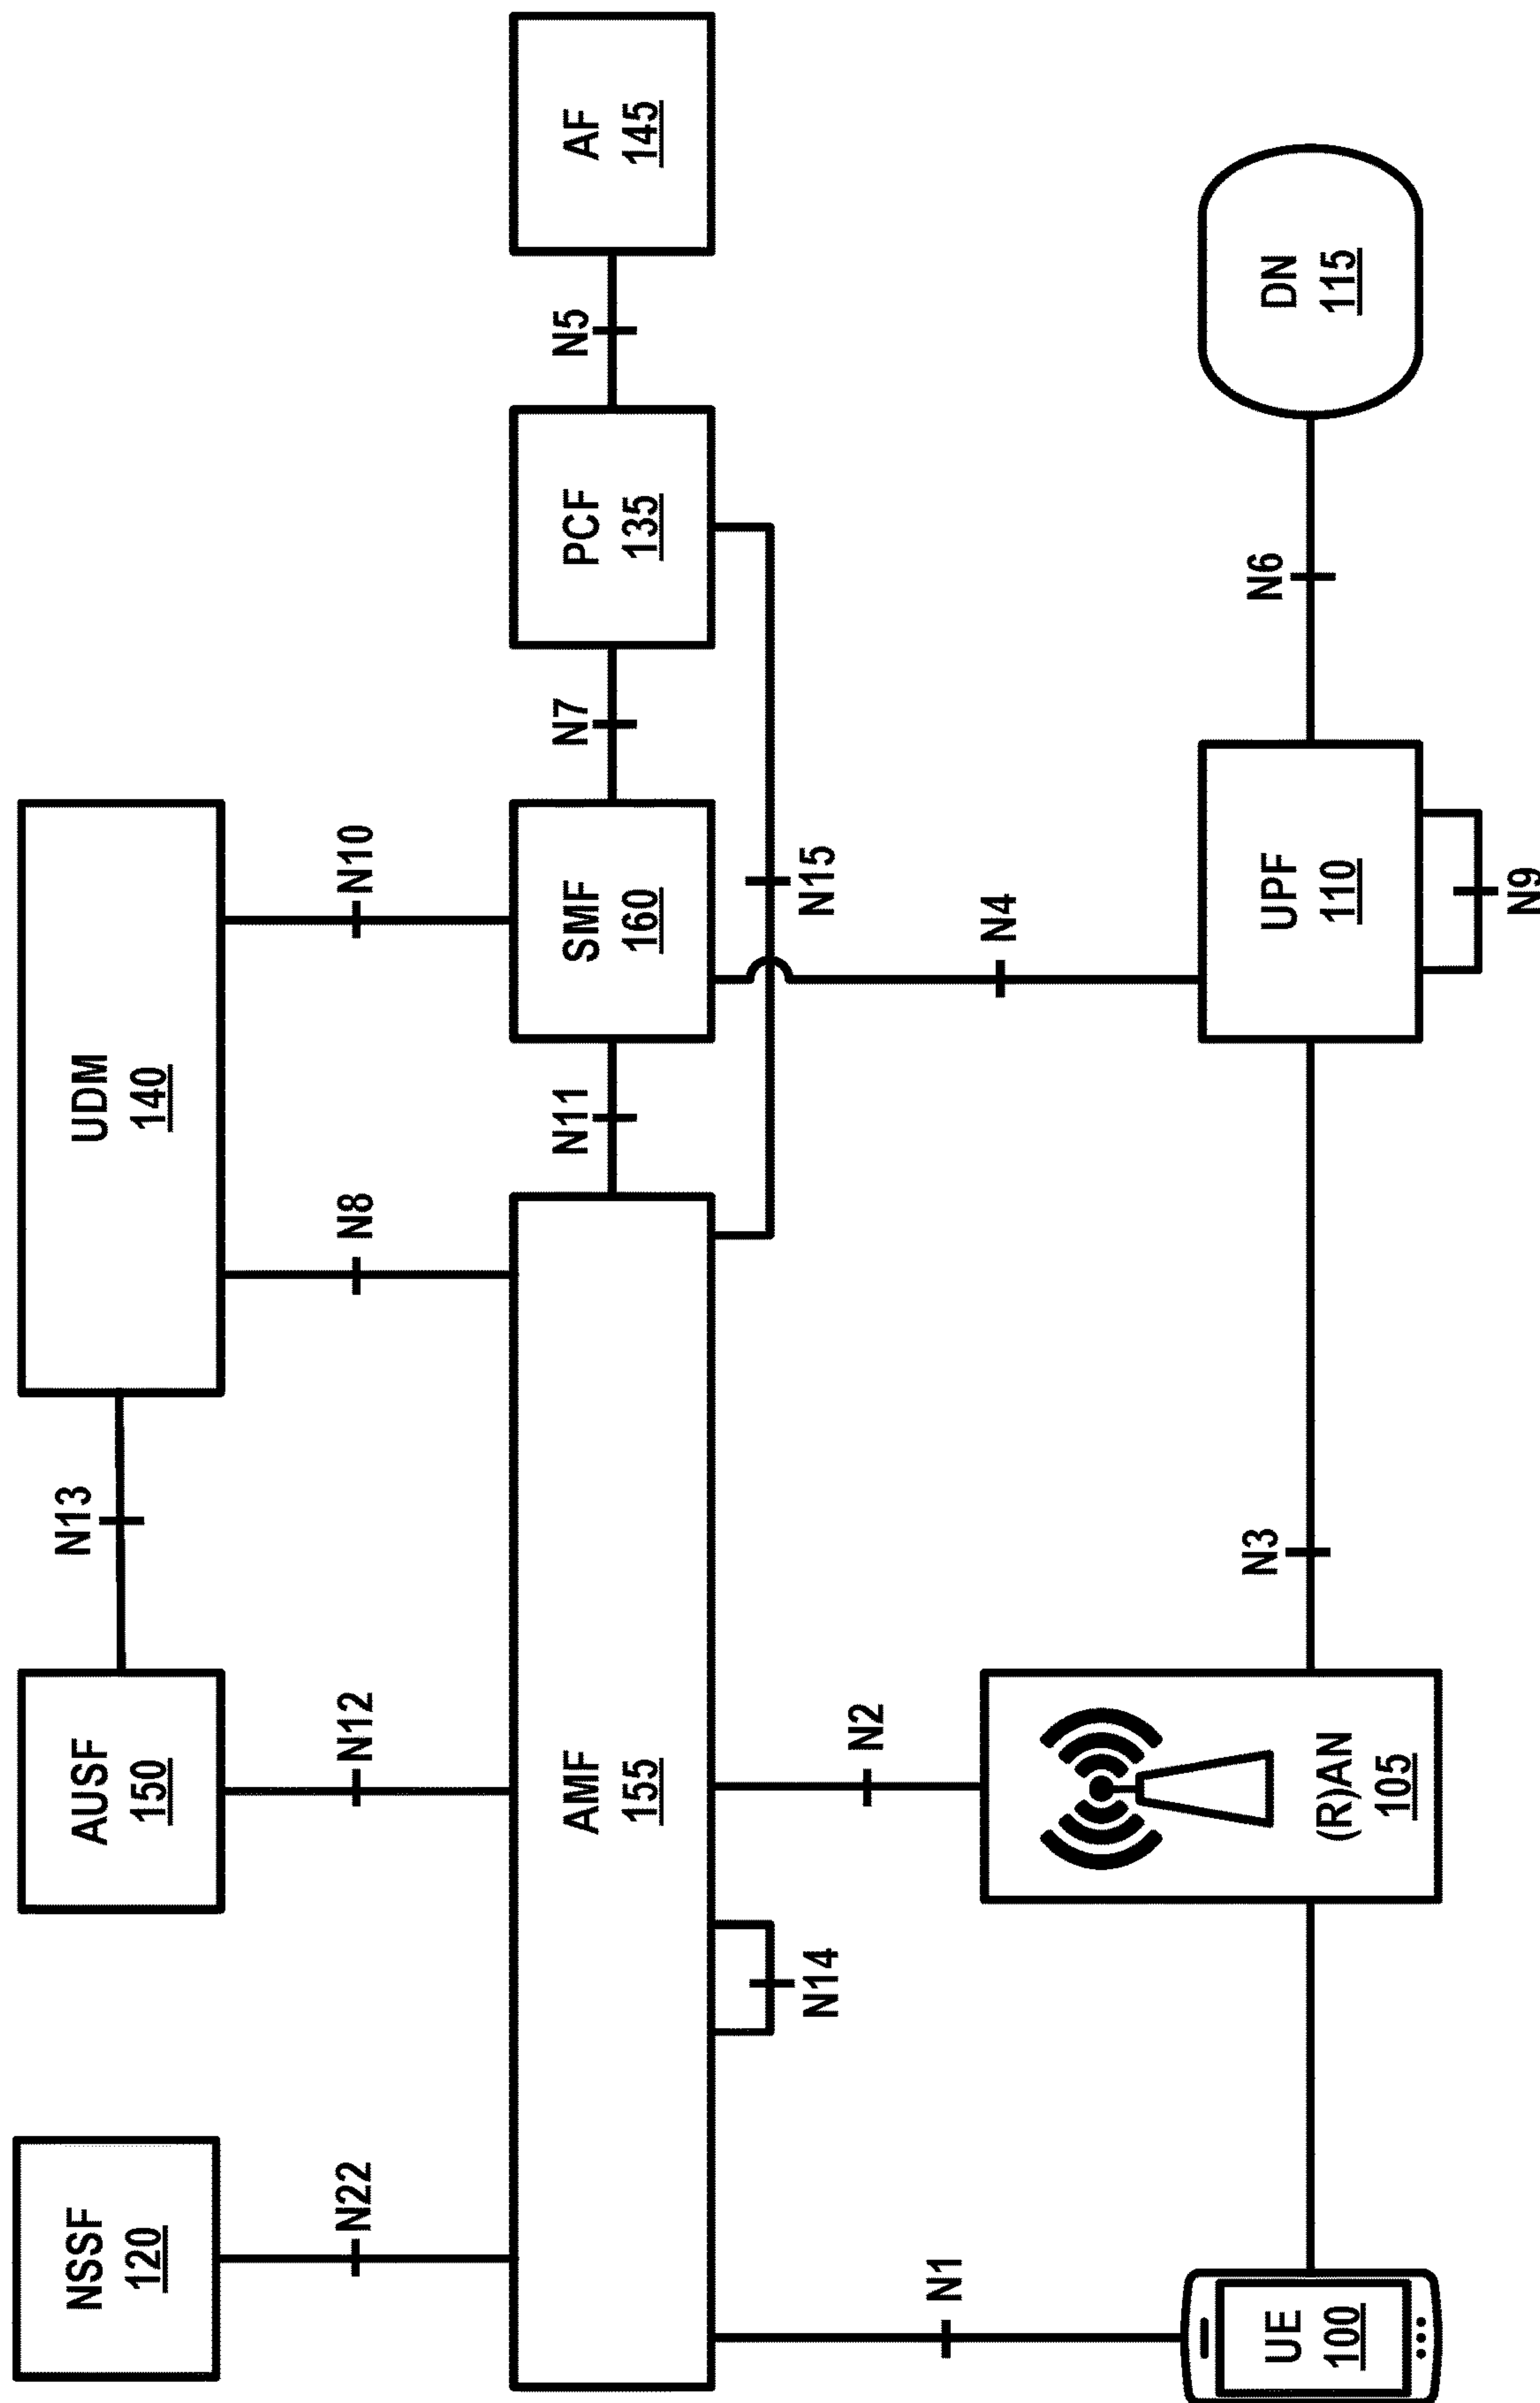 NSSF
120
AUSF
150
UDM
140
N13
N22
N12
N8
N10
AMF
155
N11
SMF
160
N7
PCF
135
N5
AF
145
N14
N15
N1
N2
N4
UE
100
(R)AN
105
N3
UPF
110
N6
DN
115
N9